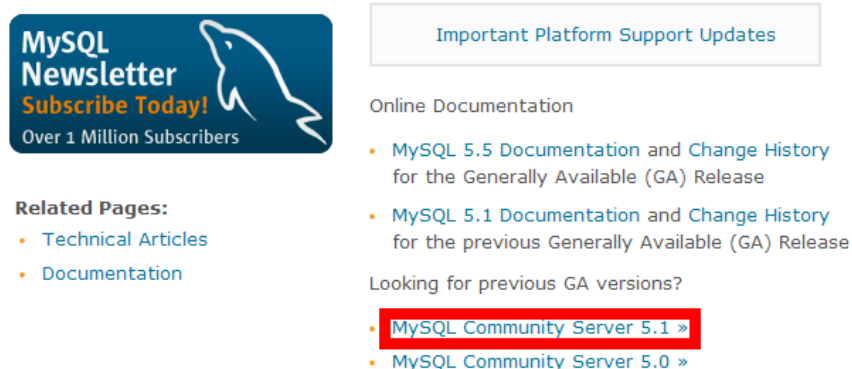 MySQL
Newsletter
Subscribe Today!
Over 1 Million Subscribers
Related Pages:
Technical Articles
Documentation
Important Platform Support Updates
Online Documentation
MySQL 5.5 Documentation and Change History
for the Generally Available (GA) Release
MySQL 5.1 Documentation and Change History
for the previous Generally Available (GA) Release
Looking for previous GA versions?
MySQL Community Server 5.1 »
MySQL Community Server 5.0 »